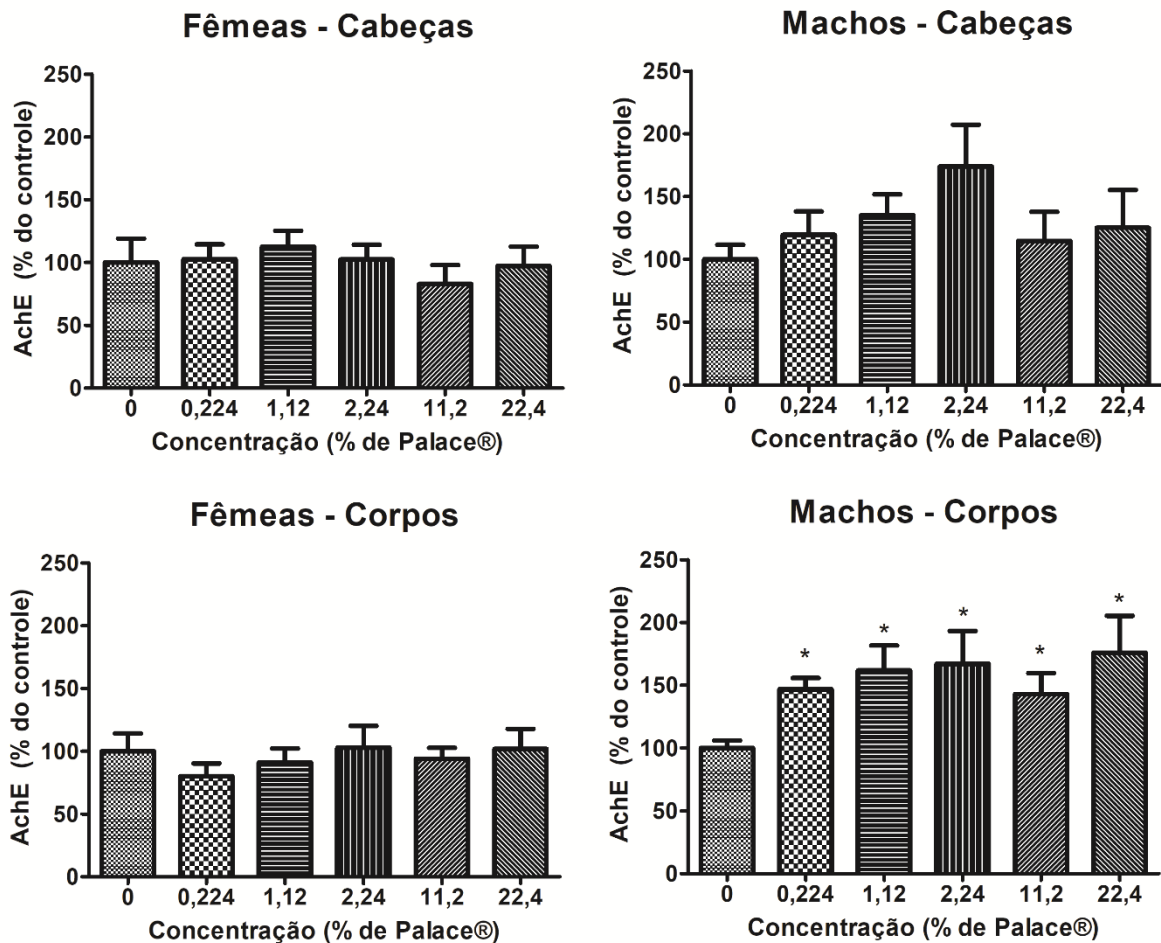 Fêmeas - Cabeças
AchE (% do controle)
250
200
150
100
50
0
0 0,224 1,12 2,24 11,2 22,4
Concentração (% de Palace®)
Machos - Cabeças
AchE (% do controle)
250
200
150
100
50
0
0 0,224 1,12 2,24 11,2 22,4
Concentração (% de Palace®)
Fêmeas - Corpos
AchE (% do controle)
250
200
150
100
50
0
0 0,224 1,12 2,24 11,2 22,4
Concentração (% de Palace®)
Machos - Corpos
AchE (% do controle)
250
200
150
100
50
0
* * * * *
0 0,224 1,12 2,24 11,2 22,4
Concentração (% de Palace®)